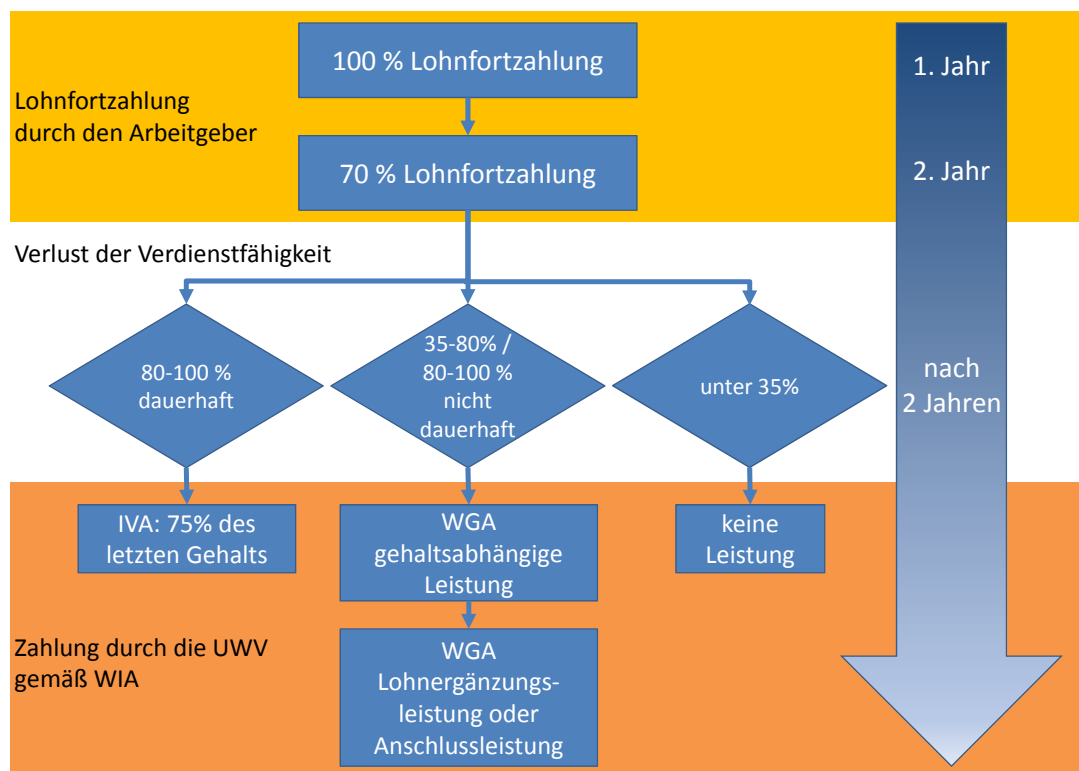 100 % Lohnfortzahlung
1. Jahr
Lohnfortzahlung
durch den Arbeitgeber
70 % Lohnfortzahlung
2. Jahr
Verlust der Verdienstfähigkeit
80-100 %
dauerhaft
35-80% /
80-100 %
nicht
dauerhaft
unter 35%
nach
2 Jahren
IVA: 75% des
letzten Gehalts
WGA
gehaltsabhängige
Leistung
keine
Leistung
Zahlung durch die UWV
gemäß WIA
WGA
Lohnergänzungs-
leistung oder
Anschlussleistung